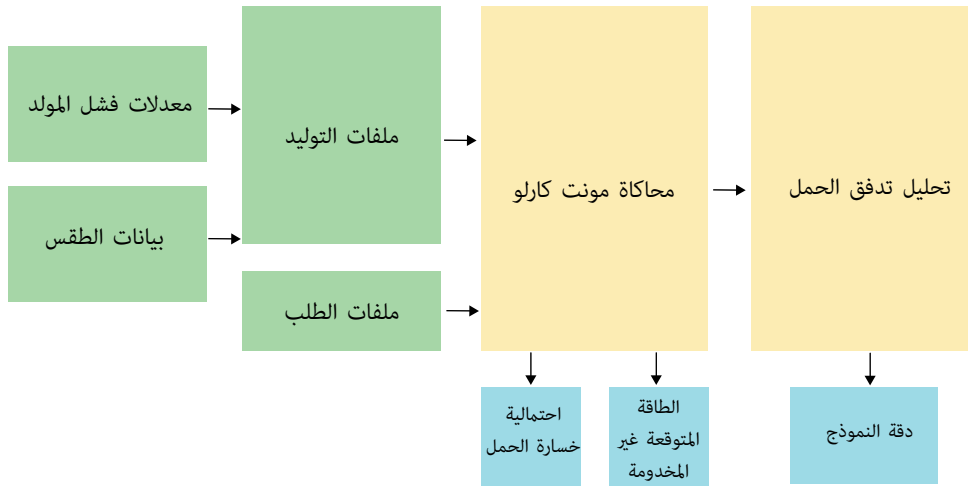 معدلات فشل المولد
بيانات الطقس
ملفات التوليد
ملفات الطلب
محاكاة مونت كارلو
تحليل تدفق الحمل
احتمالية
خسارة الحمل
الطاقة
المتوقعة غير
المخدومة
دقة النموذج